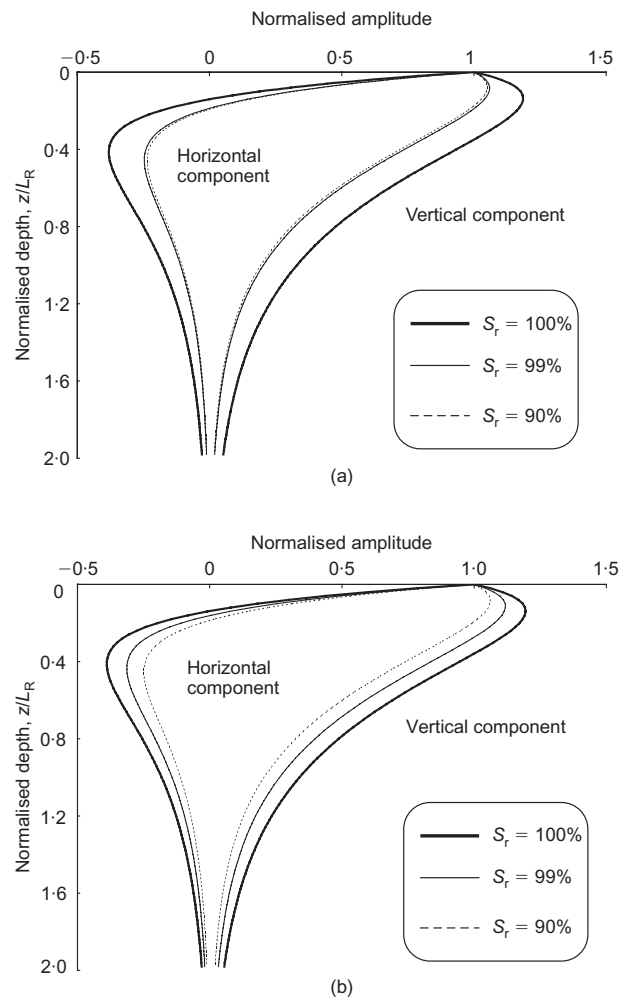 Normalised amplitude
−0·5 0 0·5 1 1·5
0
0·4
0·8
1·2
1·6
2·0
Normalised depth, z/LR
Horizontal
component
Vertical component
Sr = 100%
Sr = 99%
Sr = 90%
(a)
Normalised amplitude
−0·5 0 0·5 1·0 1·5
0
0·4
0·8
1·2
1·6
2·0
Normalised depth, z/LR
Horizontal
component
Vertical component
Sr = 100%
Sr = 99%
Sr = 90%
(b)